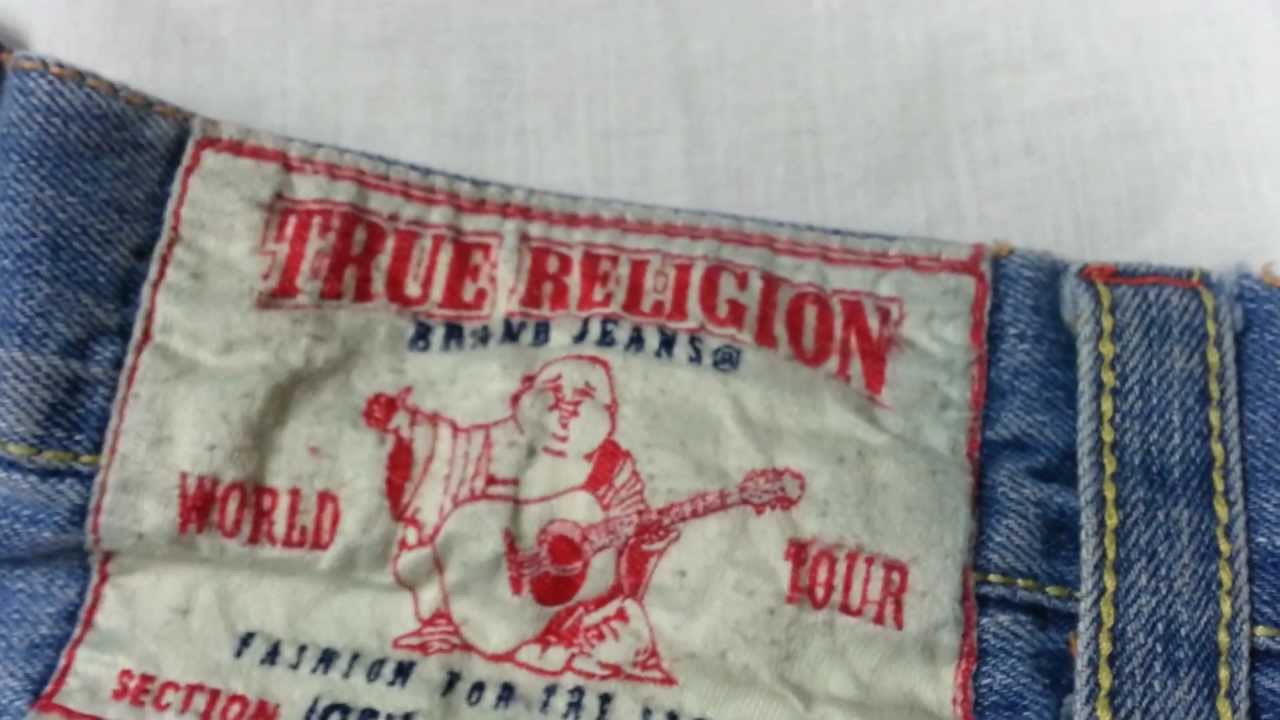 TRUE RELIGION
BRAND JEANS®
WORLD TOUR
FASHION FOR THE
SECTION